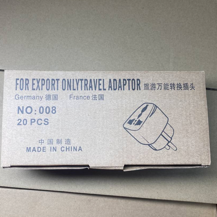 FOR EXPORT ONLYTRAVEL ADAPTOR 旅游万能转换插头
Germany 德国 France 法国
NO:008
20 PCS
中国制造
MADE IN CHINA